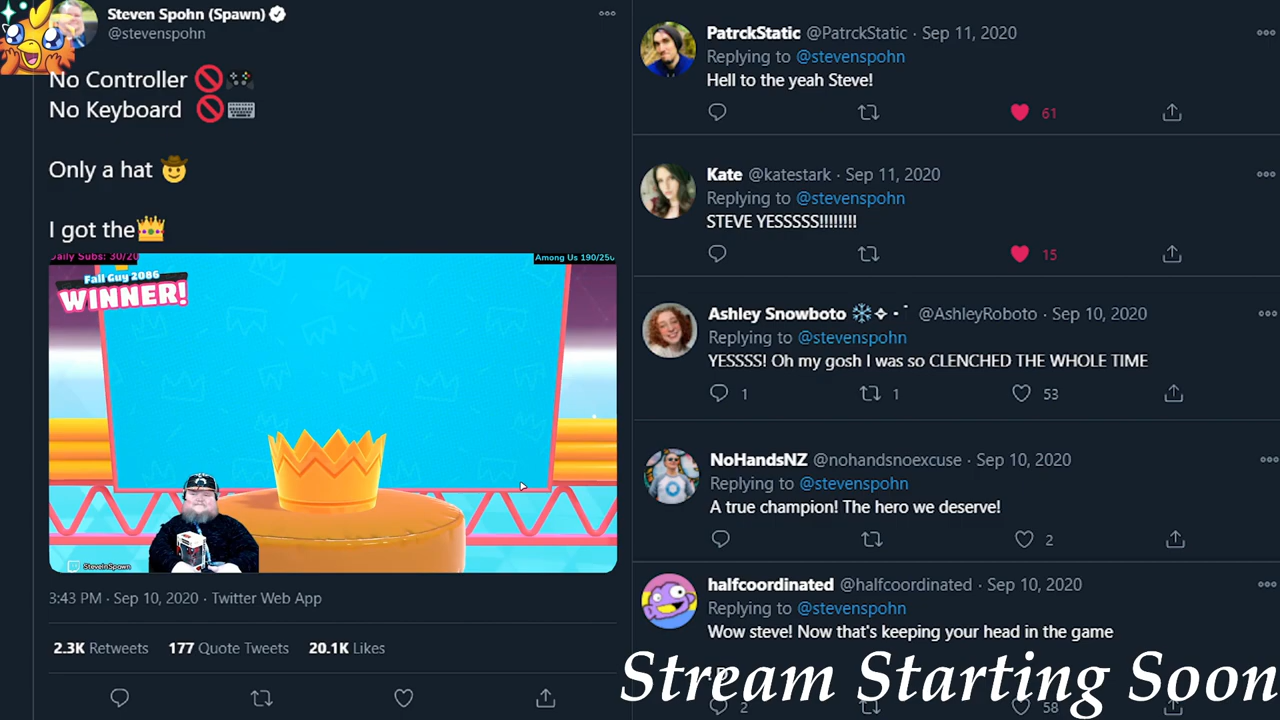 Steven Spohn (Spawn)
@stevenspohn
No Controller 🚫🎮
No Keyboard 🚫⌨
Only a hat 🤠
I got the👑
Daily Subs: 30/20
Among Us 190/250
Fall Guy 2086
WINNER!
SteveInSpawn
3:43 PM · Sep 10, 2020 · Twitter Web App
2.3K Retweets 177 Quote Tweets 20.1K Likes
PatrckStatic @PatrckStatic · Sep 11, 2020
Replying to @stevenspohn
Hell to the yeah Steve!
61
Kate @katestark · Sep 11, 2020
Replying to @stevenspohn
STEVE YESSSSS!!!!!!!!
15
Ashley Snowboto ❄✧・゚ @AshleyRoboto · Sep 10, 2020
Replying to @stevenspohn
YESSSS! Oh my gosh I was so CLENCHED THE WHOLE TIME
1 1 53
NoHandsNZ @nohandsnoexcuse · Sep 10, 2020
Replying to @stevenspohn
A true champion! The hero we deserve!
2
halfcoordinated @halfcoordinated · Sep 10, 2020
Replying to @stevenspohn
Wow steve! Now that's keeping your head in the game
Stream Starting Soon
2 58